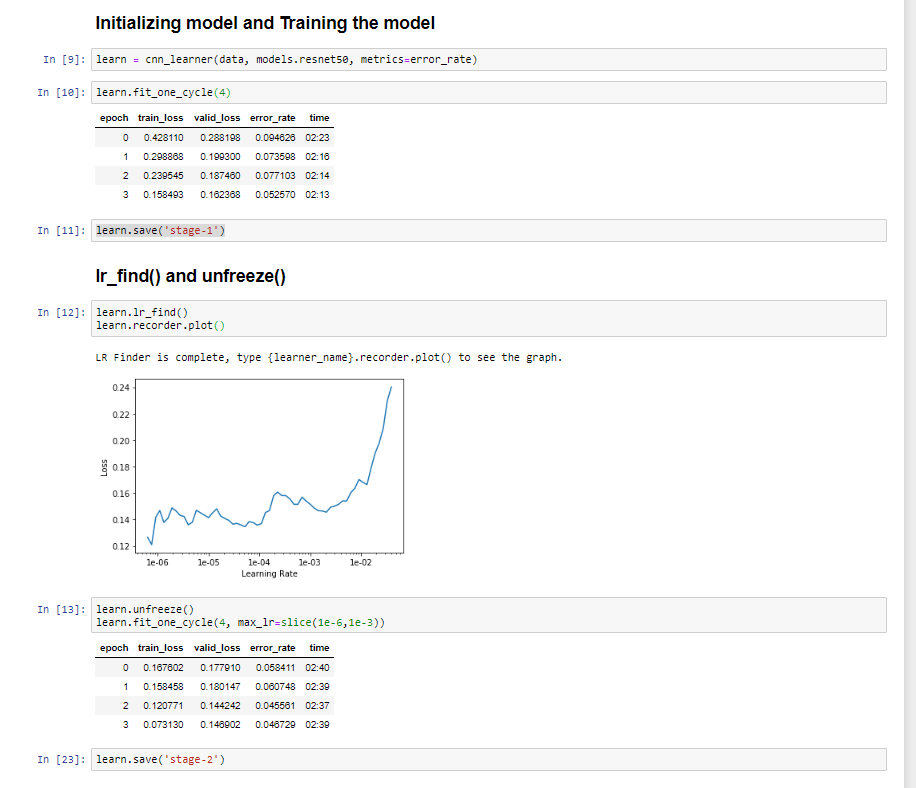 Initializing model and Training the model
In [9]: learn = cnn_learner(data, models.resnet50, metrics=error_rate)
In [10]: learn.fit_one_cycle(4)
epoch train_loss valid_loss error_rate time
0 0.428110 0.288198 0.094626 02:23
1 0.298868 0.199300 0.073598 02:16
2 0.239545 0.187460 0.077103 02:14
3 0.158493 0.162368 0.052570 02:13
In [11]: learn.save('stage-1')
lr_find() and unfreeze()
In [12]: learn.lr_find()
learn.recorder.plot()
LR Finder is complete, type {learner_name}.recorder.plot() to see the graph.
0.24
0.22
0.20
0.18
0.16
0.14
0.12
Loss
1e-06 1e-05 1e-04 1e-03 1e-02
Learning Rate
In [13]: learn.unfreeze()
learn.fit_one_cycle(4, max_lr=slice(1e-6,1e-3))
epoch train_loss valid_loss error_rate time
0 0.167602 0.177910 0.058411 02:40
1 0.158458 0.180147 0.060748 02:39
2 0.120771 0.144242 0.045561 02:37
3 0.073130 0.146902 0.046729 02:39
In [23]: learn.save('stage-2')